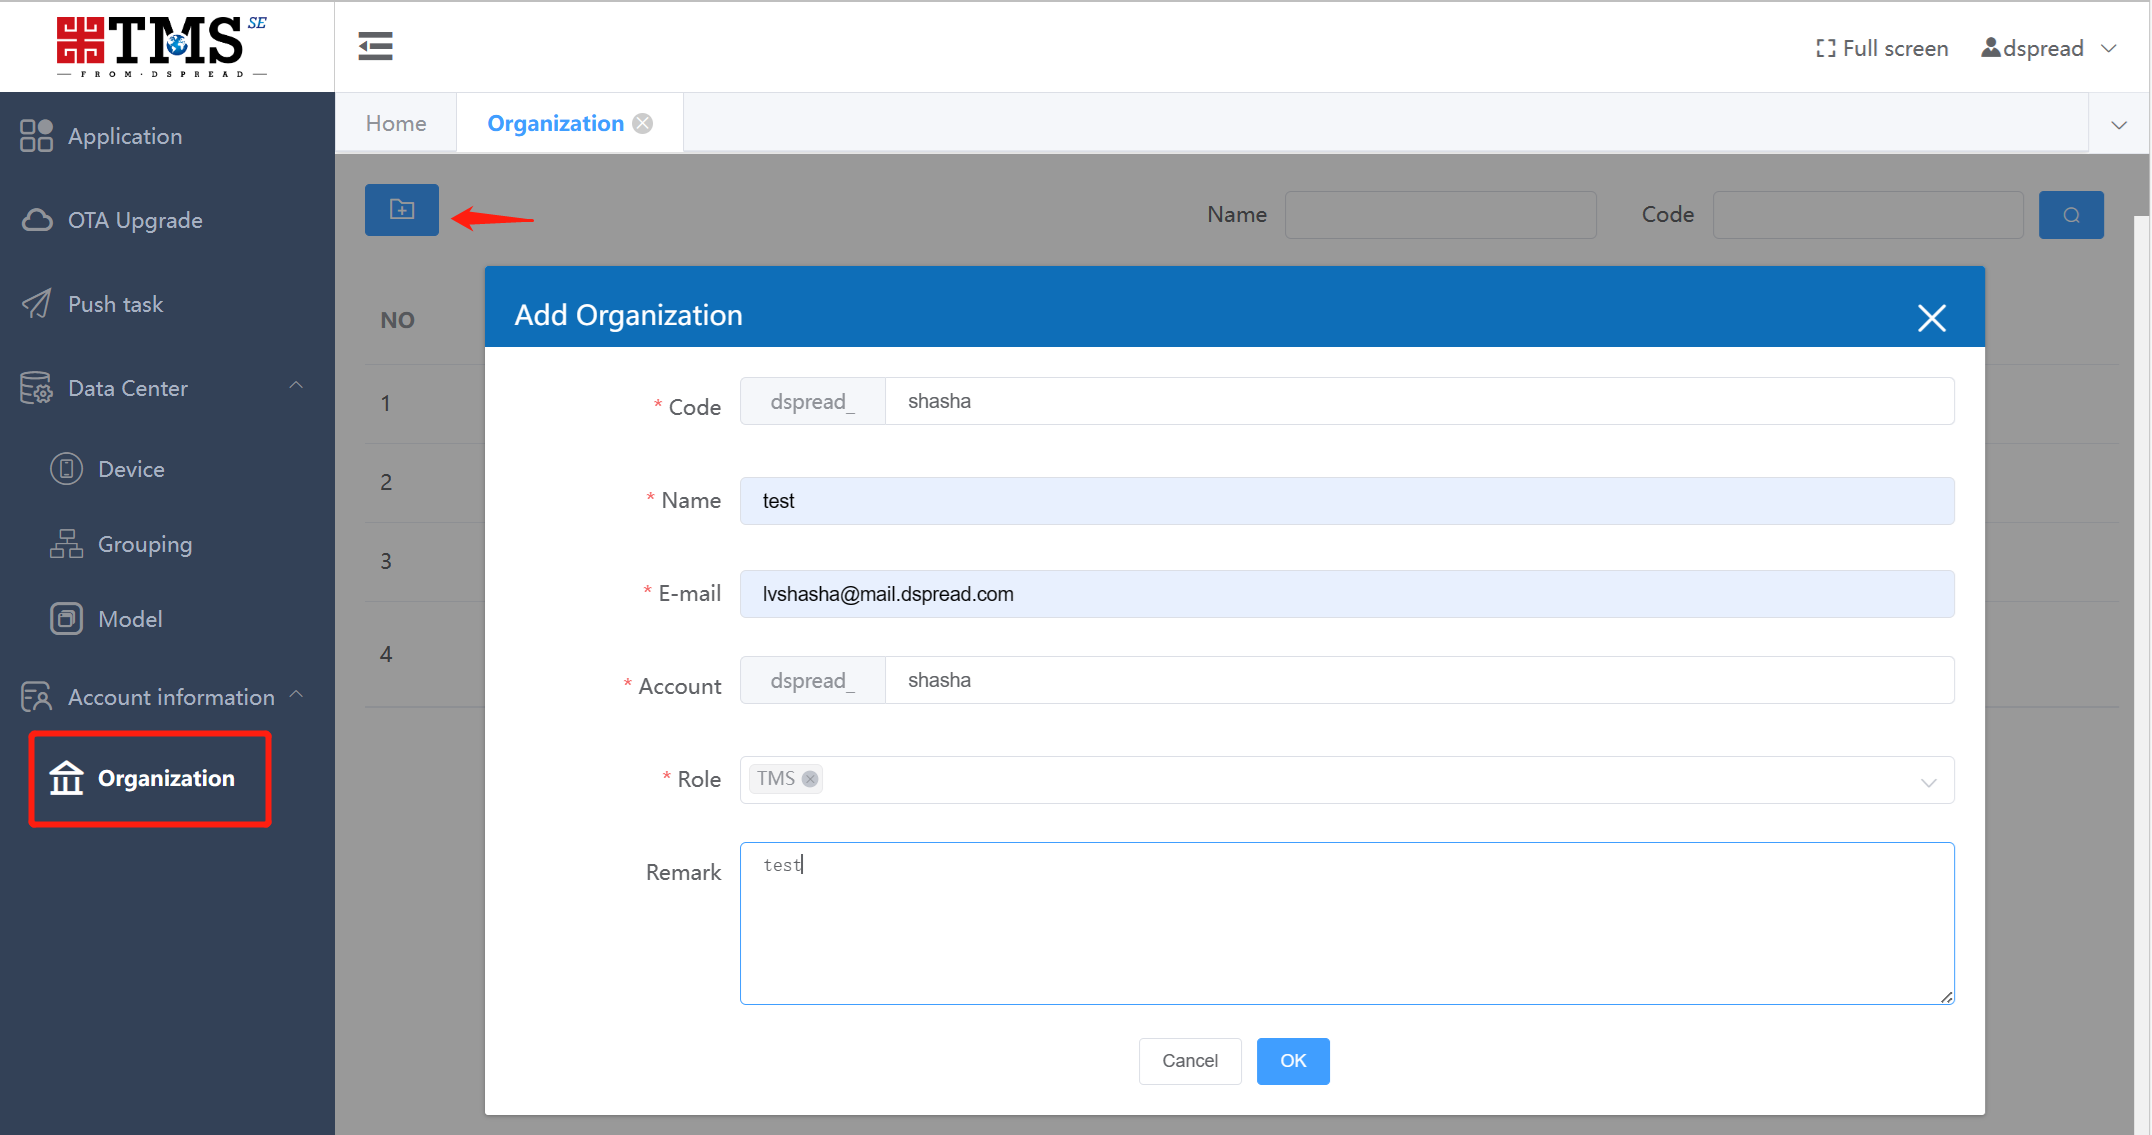 TMS SE
FROM·DSPREAD
Full screen
dspread
Application
OTA Upgrade
Push task
Data Center
Device
Grouping
Model
Account information
Organization
Home
Organization
Name
Code
NO
1
2
3
4
Add Organization
* Code dspread_ shasha
* Name test
* E-mail lvshasha@mail.dspread.com
* Account dspread_ shasha
* Role TMS
Remark test
Cancel OK